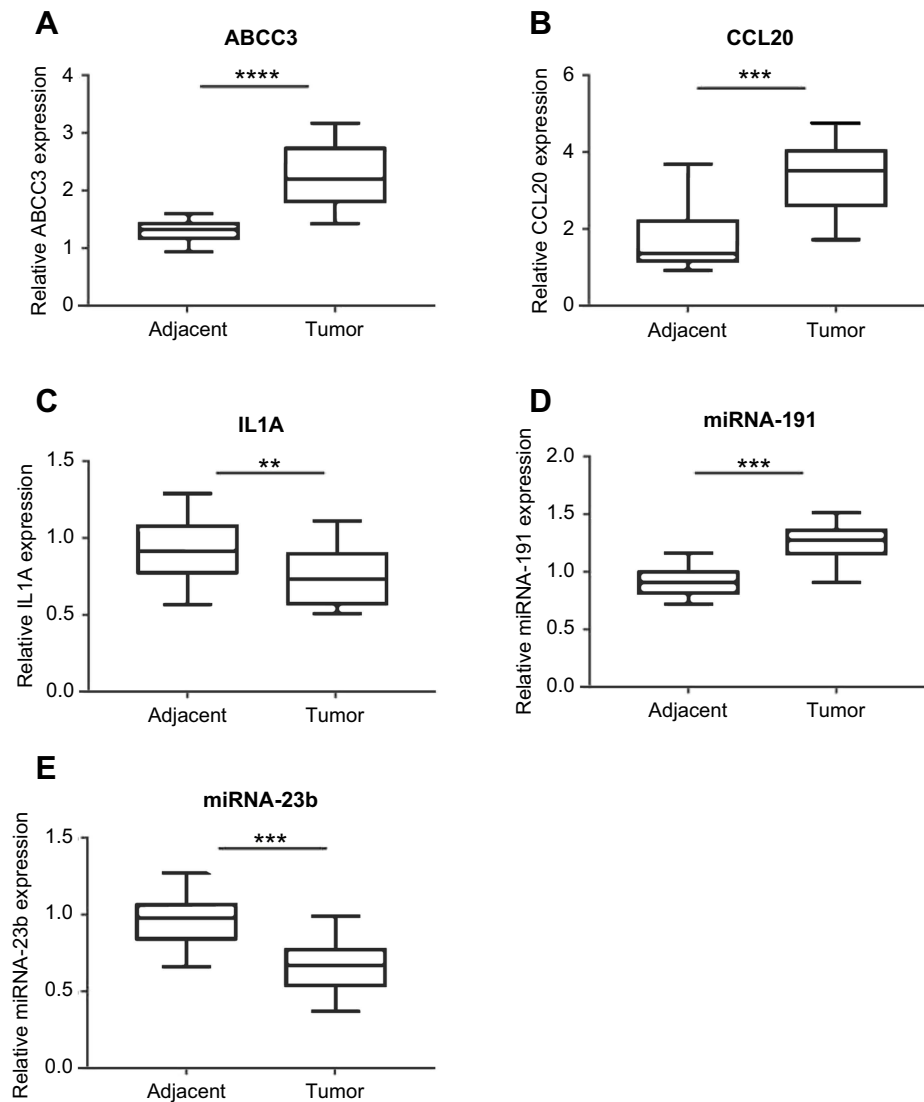 A
ABCC3
Relative ABCC3 expression
4
3
2
1
0
****
Adjacent
Tumor
B
CCL20
Relative CCL20 expression
6
4
2
0
***
Adjacent
Tumor
C
IL1A
Relative IL1A expression
1.5
1.0
0.5
0.0
**
Adjacent
Tumor
D
miRNA-191
Relative miRNA-191 expression
2.0
1.5
1.0
0.5
0.0
***
Adjacent
Tumor
E
miRNA-23b
Relative miRNA-23b expression
1.5
1.0
0.5
0.0
***
Adjacent
Tumor